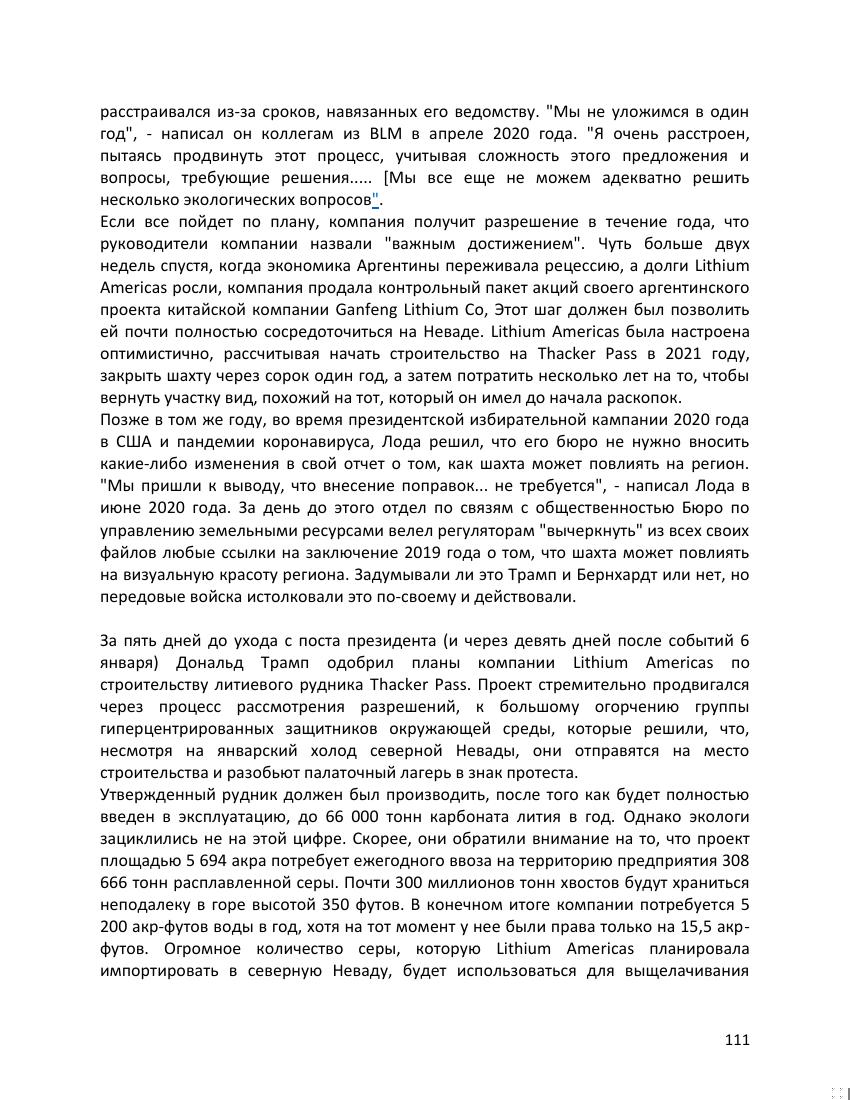 расстраивался из-за сроков, навязанных его ведомству. "Мы не уложимся в один
год", - написал он коллегам из BLM в апреле 2020 года. "Я очень расстроен,
пытаясь продвинуть этот процесс, учитывая сложность этого предложения и
вопросы, требующие решения..... [Мы все еще не можем адекватно решить
несколько экологических вопросов".
Если все пойдет по плану, компания получит разрешение в течение года, что
руководители компании назвали "важным достижением". Чуть больше двух
недель спустя, когда экономика Аргентины переживала рецессию, а долги Lithium
Americas росли, компания продала контрольный пакет акций своего аргентинского
проекта китайской компании Ganfeng Lithium Co, Этот шаг должен был позволить
ей почти полностью сосредоточиться на Неваде. Lithium Americas была настроена
оптимистично, рассчитывая начать строительство на Thacker Pass в 2021 году,
закрыть шахту через сорок один год, а затем потратить несколько лет на то, чтобы
вернуть участку вид, похожий на тот, который он имел до начала раскопок.
Позже в том же году, во время президентской избирательной кампании 2020 года
в США и пандемии коронавируса, Лода решил, что его бюро не нужно вносить
какие-либо изменения в свой отчет о том, как шахта может повлиять на регион.
"Мы пришли к выводу, что внесение поправок... не требуется", - написал Лода в
июне 2020 года. За день до этого отдел по связям с общественностью Бюро по
управлению земельными ресурсами велел регуляторам "вычеркнуть" из всех своих
файлов любые ссылки на заключение 2019 года о том, что шахта может повлиять
на визуальную красоту региона. Задумывали ли это Трамп и Бернхардт или нет, но
передовые войска истолковали это по-своему и действовали.
За пять дней до ухода с поста президента (и через девять дней после событий 6
января) Дональд Трамп одобрил планы компании Lithium Americas по
строительству литиевого рудника Thacker Pass. Проект стремительно продвигался
через процесс рассмотрения разрешений, к большому огорчению группы
гиперцентрированных защитников окружающей среды, которые решили, что,
несмотря на январский холод северной Невады, они отправятся на место
строительства и разобьют палаточный лагерь в знак протеста.
Утвержденный рудник должен был производить, после того как будет полностью
введен в эксплуатацию, до 66 000 тонн карбоната лития в год. Однако экологи
зациклились не на этой цифре. Скорее, они обратили внимание на то, что проект
площадью 5 694 акра потребует ежегодного ввоза на территорию предприятия 308
666 тонн расплавленной серы. Почти 300 миллионов тонн хвостов будут храниться
неподалеку в горе высотой 350 футов. В конечном итоге компании потребуется 5
200 акр-футов воды в год, хотя на тот момент у нее были права только на 15,5 акр-
футов. Огромное количество серы, которую Lithium Americas планировала
импортировать в северную Неваду, будет использоваться для выщелачивания
111